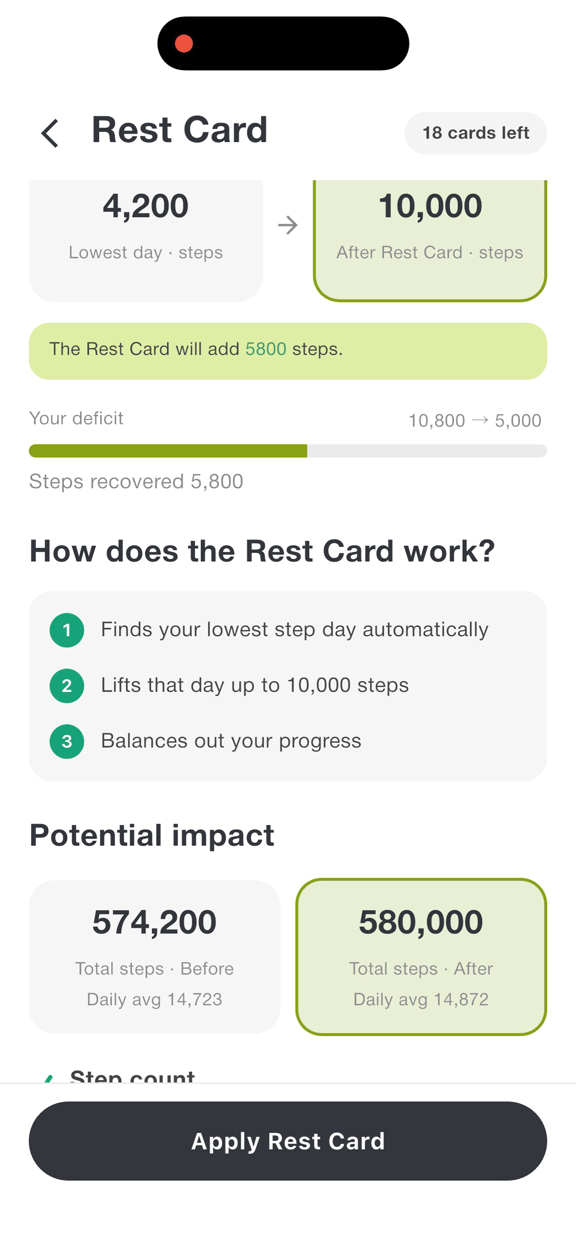 Rest Card
18 cards left
4,200
Lowest day · steps
→
10,000
After Rest Card · steps
The Rest Card will add 5800 steps.
Your deficit
10,800 → 5,000
Steps recovered 5,800
How does the Rest Card work?
1 Finds your lowest step day automatically
2 Lifts that day up to 10,000 steps
3 Balances out your progress
Potential impact
574,200
Total steps · Before
Daily avg 14,723
580,000
Total steps · After
Daily avg 14,872
Step count
Apply Rest Card